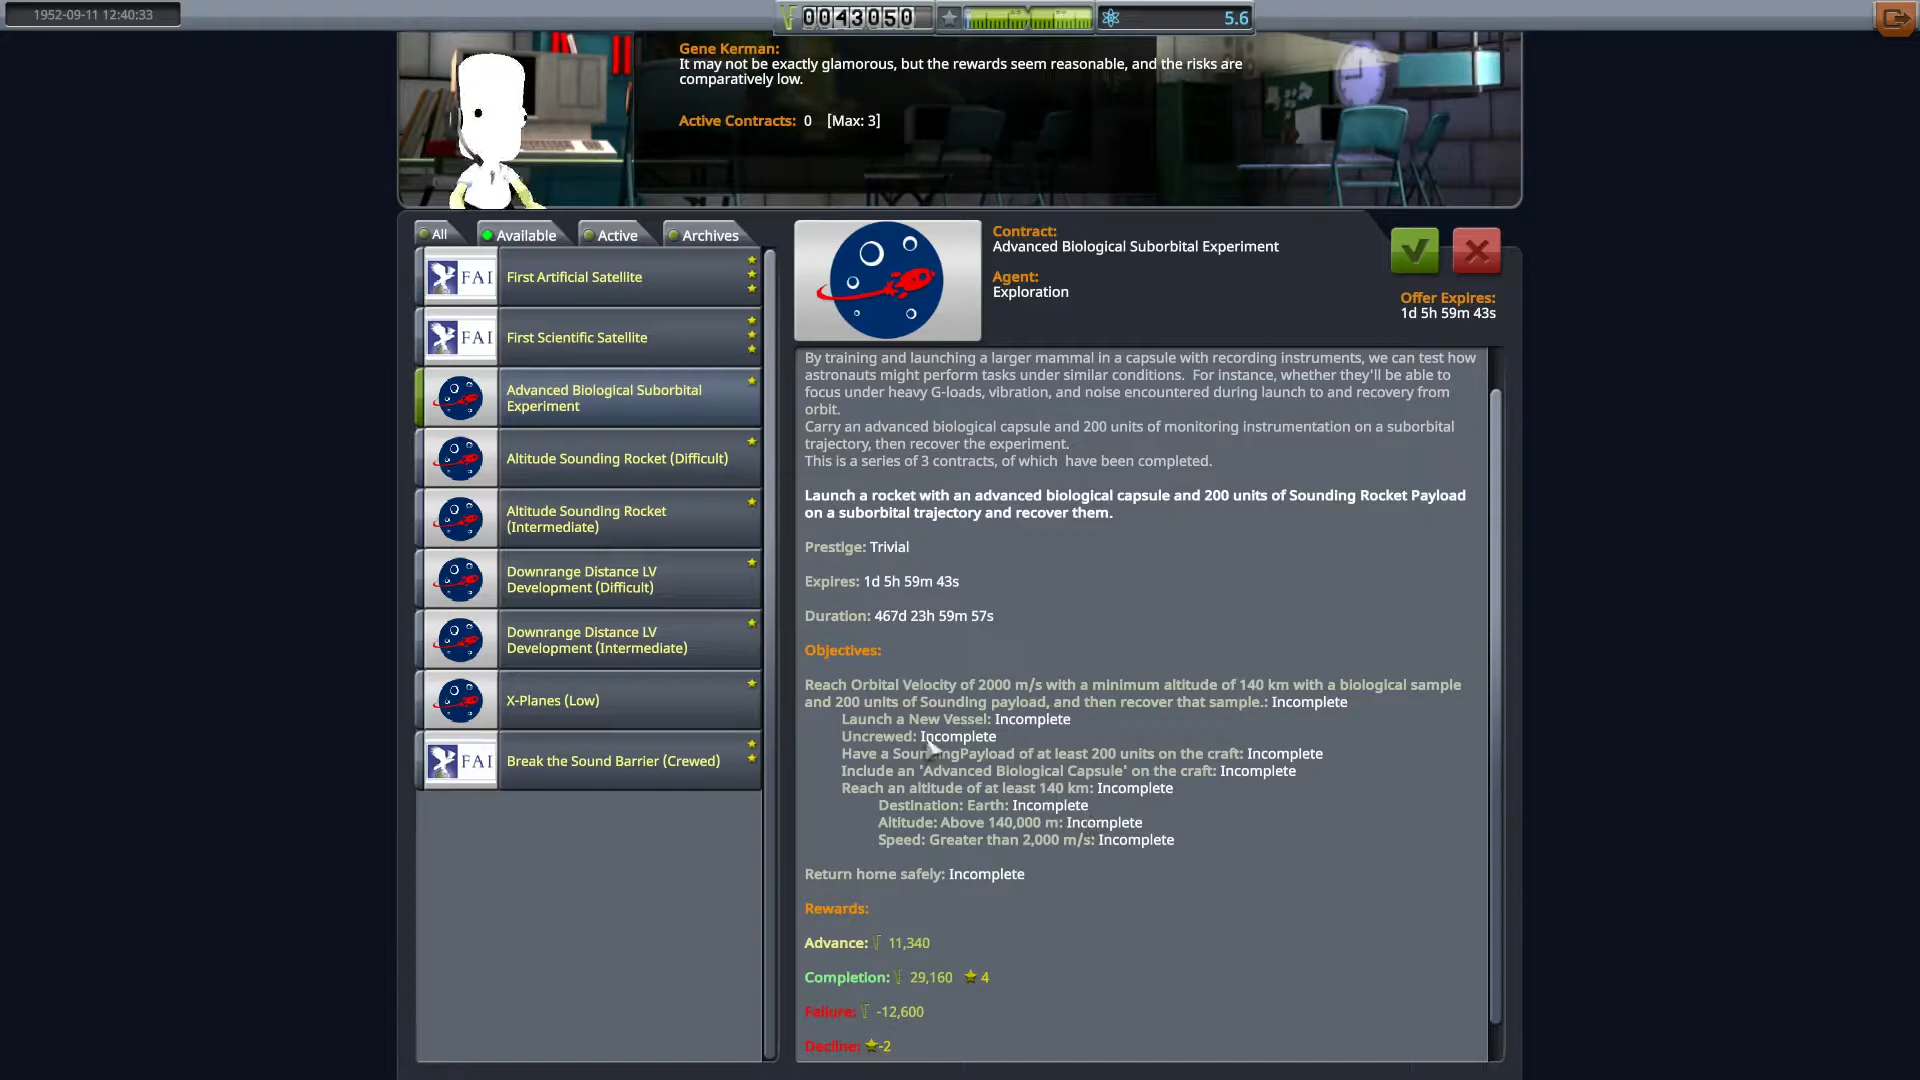 1952-09-11 12:40:33
0043050
5.6
Gene Kerman:
It may not be exactly glamorous, but the rewards seem reasonable, and the risks are
comparatively low.
Active Contracts: 0 [Max: 3]
All
Available
Active
Archives
FAI
First Artificial Satellite
FAI
First Scientific Satellite
Advanced Biological Suborbital
Experiment
Altitude Sounding Rocket (Difficult)
Altitude Sounding Rocket
(Intermediate)
Downrange Distance LV
Development (Difficult)
Downrange Distance LV
Development (Intermediate)
X-Planes (Low)
FAI
Break the Sound Barrier (Crewed)
Contract:
Advanced Biological Suborbital Experiment
Agent:
Exploration
Offer Expires:
1d 5h 59m 43s
By training and launching a larger mammal in a capsule with recording instruments, we can test how
astronauts might perform tasks under similar conditions. For instance, whether they'll be able to
focus under heavy G-loads, vibration, and noise encountered during launch to and recovery from
orbit.
Carry an advanced biological capsule and 200 units of monitoring instrumentation on a suborbital
trajectory, then recover the experiment.
This is a series of 3 contracts, of which have been completed.
Launch a rocket with an advanced biological capsule and 200 units of Sounding Rocket Payload
on a suborbital trajectory and recover them.
Prestige: Trivial
Expires: 1d 5h 59m 43s
Duration: 467d 23h 59m 57s
Objectives:
Reach Orbital Velocity of 2000 m/s with a minimum altitude of 140 km with a biological sample
and 200 units of Sounding payload, and then recover that sample.: Incomplete
Launch a New Vessel: Incomplete
Uncrewed: Incomplete
Have a SoundingPayload of at least 200 units on the craft: Incomplete
Include an 'Advanced Biological Capsule' on the craft: Incomplete
Reach an altitude of at least 140 km: Incomplete
Destination: Earth: Incomplete
Altitude: Above 140,000 m: Incomplete
Speed: Greater than 2,000 m/s: Incomplete
Return home safely: Incomplete
Rewards:
Advance: 11,340
Completion: 29,160 4
Failure: -12,600
Decline: -2